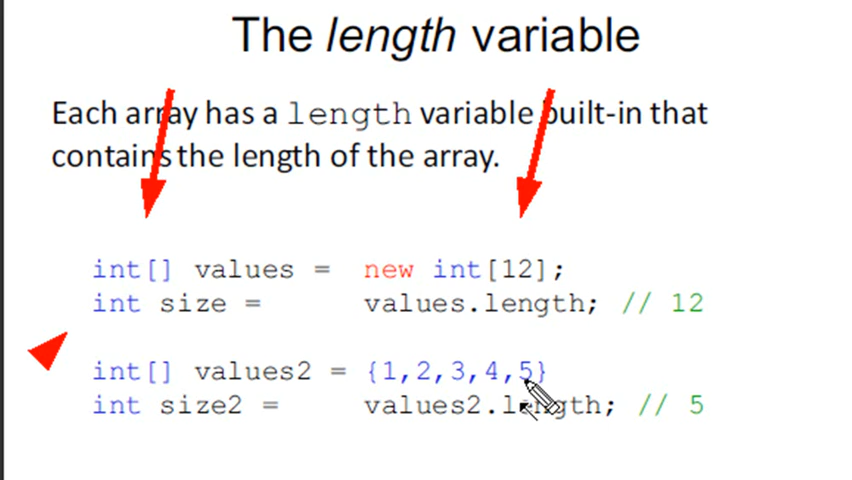 The length variable
Each array has a length variable built-in that
contains the length of the array.
int[] values = new int[12];
int size = values.length; // 12
int[] values2 = {1,2,3,4,5}
int size2 = values2.length; // 5